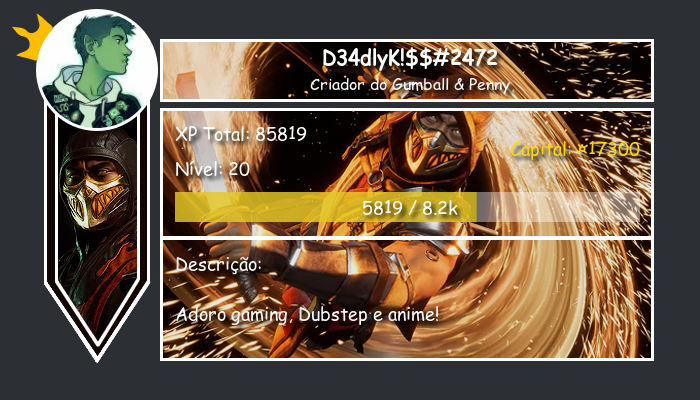 D34dlyK!$$#2472
Criador do Gumball & Penny
XP Total: 85819
Capital: ¤17300
Nível: 20
5819 / 8.2k
Descrição:
Adoro gaming, Dubstep e anime!